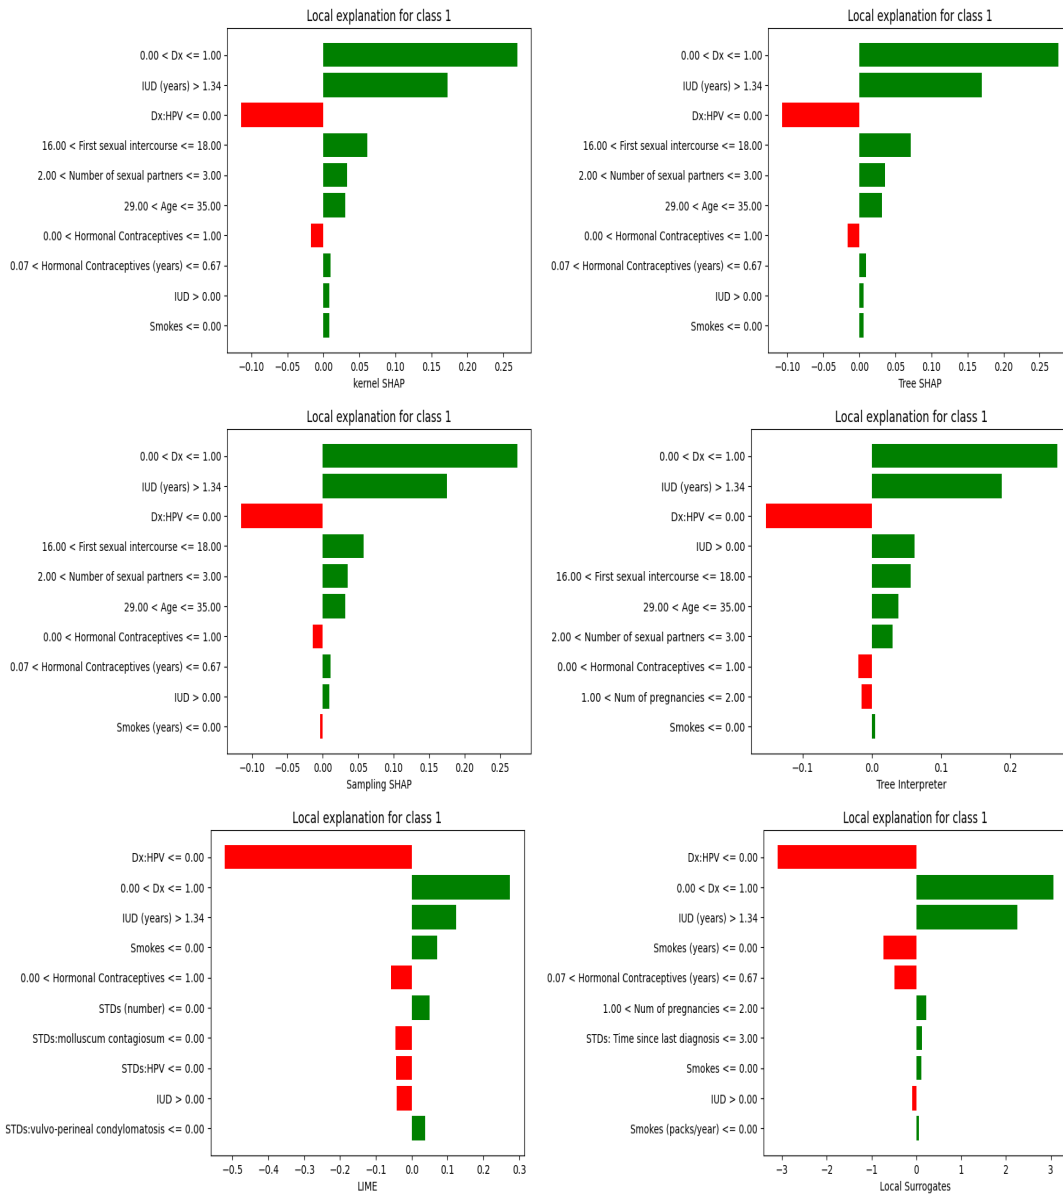 Local explanation for class 1
0.00 < Dx <= 1.00
IUD (years) > 1.34
Dx:HPV <= 0.00
16.00 < First sexual intercourse <= 18.00
2.00 < Number of sexual partners <= 3.00
29.00 < Age <= 35.00
0.00 < Hormonal Contraceptives <= 1.00
0.07 < Hormonal Contraceptives (years) <= 0.67
IUD > 0.00
Smokes <= 0.00
−0.10 −0.05 0.00 0.05 0.10 0.15 0.20 0.25
kernel SHAP
Local explanation for class 1
0.00 < Dx <= 1.00
IUD (years) > 1.34
Dx:HPV <= 0.00
16.00 < First sexual intercourse <= 18.00
2.00 < Number of sexual partners <= 3.00
29.00 < Age <= 35.00
0.00 < Hormonal Contraceptives <= 1.00
0.07 < Hormonal Contraceptives (years) <= 0.67
IUD > 0.00
Smokes <= 0.00
−0.10 −0.05 0.00 0.05 0.10 0.15 0.20 0.25
Tree SHAP
Local explanation for class 1
0.00 < Dx <= 1.00
IUD (years) > 1.34
Dx:HPV <= 0.00
16.00 < First sexual intercourse <= 18.00
2.00 < Number of sexual partners <= 3.00
29.00 < Age <= 35.00
0.00 < Hormonal Contraceptives <= 1.00
0.07 < Hormonal Contraceptives (years) <= 0.67
IUD > 0.00
Smokes (years) <= 0.00
−0.10 −0.05 0.00 0.05 0.10 0.15 0.20 0.25
Sampling SHAP
Local explanation for class 1
0.00 < Dx <= 1.00
IUD (years) > 1.34
Dx:HPV <= 0.00
IUD > 0.00
16.00 < First sexual intercourse <= 18.00
29.00 < Age <= 35.00
2.00 < Number of sexual partners <= 3.00
0.00 < Hormonal Contraceptives <= 1.00
1.00 < Num of pregnancies <= 2.00
Smokes <= 0.00
−0.1 0.0 0.1 0.2
Tree Interpreter
Local explanation for class 1
Dx:HPV <= 0.00
0.00 < Dx <= 1.00
IUD (years) > 1.34
Smokes <= 0.00
0.00 < Hormonal Contraceptives <= 1.00
STDs (number) <= 0.00
STDs:molluscum contagiosum <= 0.00
STDs:HPV <= 0.00
IUD > 0.00
STDs:vulvo-perineal condylomatosis <= 0.00
−0.5 −0.4 −0.3 −0.2 −0.1 0.0 0.1 0.2 0.3
LIME
Local explanation for class 1
Dx:HPV <= 0.00
0.00 < Dx <= 1.00
IUD (years) > 1.34
Smokes (years) <= 0.00
0.07 < Hormonal Contraceptives (years) <= 0.67
1.00 < Num of pregnancies <= 2.00
STDs: Time since last diagnosis <= 3.00
Smokes <= 0.00
IUD > 0.00
Smokes (packs/year) <= 0.00
−3 −2 −1 0 1 2 3
Local Surrogates